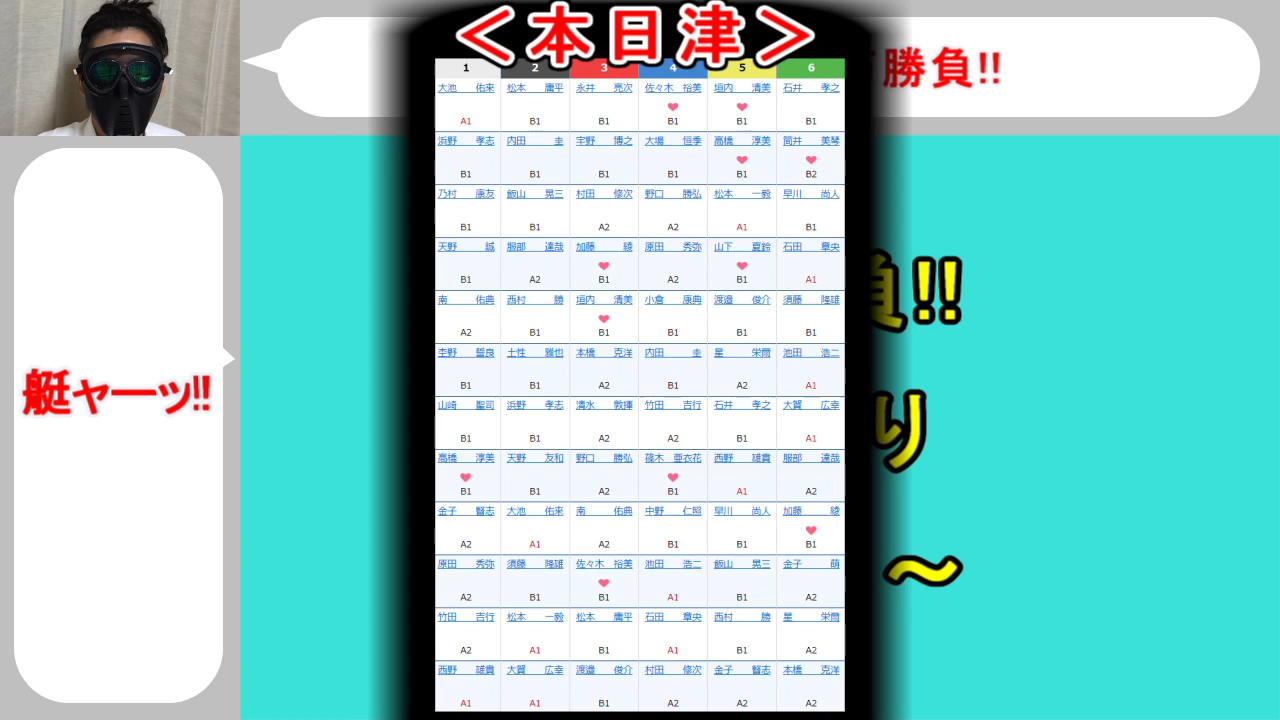 ＜本日津＞
勝負!!
1 2 3 4 5 6
大池 佑来 松本 庸平 永井 亮次 佐々木 裕美 垣内 清美 石井 孝之
A1 B1 B1 B1 B1 B1
浜野 孝志 内田 圭 宇野 博之 大場 恒季 高橋 淳美 筒井 美琴
B1 B1 B1 B1 B1 B2
乃村 康友 飯山 晃三 村田 修次 野口 勝弘 松本 一毅 早川 尚人
B1 B1 A2 A2 A1 B1
天野 誠 服部 達哉 加藤 綾 原田 秀弥 山下 夏鈴 石田 章央
B1 A2 B1 A2 B1 A1
南 佑典 西村 勝 垣内 清美 小倉 康典 渡邉 俊介 須藤 隆雄
A2 B1 B1 B1 B1 B1
杢野 誓良 土性 雅也 本橋 克洋 内田 圭 星 栄爾 池田 浩二
B1 B1 A2 B1 A2 A1
山崎 聖司 浜野 孝志 清水 敦揮 竹田 吉行 石井 孝之 大賀 広幸
B1 B1 A2 A2 B1 A1
高橋 淳美 天野 友和 野口 勝弘 篠木 亜衣花 西野 雄貴 服部 達哉
B1 B1 A2 B1 A1 A2
金子 賢志 大池 佑来 南 佑典 中野 仁照 早川 尚人 加藤 綾
A2 A1 A2 B1 B1 B1
原田 秀弥 須藤 隆雄 佐々木 裕美 池田 浩二 飯山 晃三 金子 萌
A2 B1 B1 A1 B1 A2
竹田 吉行 松本 一毅 松本 庸平 石田 章央 西村 勝 星 栄爾
A2 A1 B1 A1 B1 A2
西野 雄貴 大賀 広幸 渡邉 俊介 村田 修次 金子 賢志 本橋 克洋
A1 A1 B1 A2 A2 A2
艇ャーッ!!
負!!
り
～